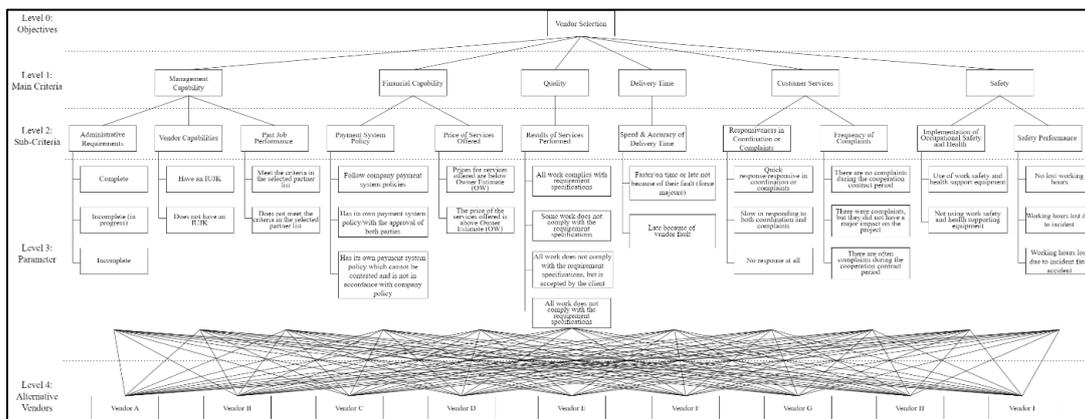 Level 0:
Objectives
Vendor Selection
Level 1:
Main Criteria
Management
Capability
Financial Capability
Quality
Delivery Time
Customer Services
Safety
Level 2:
Sub-Criteria
Administrative
Requirements
Vendor Capabilities
Past Job
Performance
Payment System
Policy
Price of Services
Offered
Results of Services
Performed
Speed & Accuracy of
Delivery Time
Responsiveness in
Coordination or
Complaints
Frequency of
Complaints
Implementation of
Occupational Safety
and Health
Safety Performance
Level 3:
Parameter
Complete
Incomplete (in
progress)
Incomplete
Have an IUJK
Does not have an
IUJK
Meet the criteria in
the selected partner
list
Does not meet the
criteria in the selected
partner list
Follow company payment
system policies
Has its own payment system
policy/with the approval of
both parties
Has its own payment system
policy which cannot be
contested and is not in
accordance with company
policy
Prices for services
offered are below
Owner Estimate (OW)
The price of the
services offered is above
Owner Estimate (OW)
All work complies with
requirement
specifications
Some work does not
comply with the
requirement
specifications
All work does not comply
with the requirement
specifications, but is
accepted by the client
All work does not
comply with the
requirement
specifications
Faster/on time or late not
because of their fault (force
majeure)
Late because of
vendor fault
Quick
response/responsive in
coordination or
complaints
Slow in responding to
both coordination and
complaints
No response at all
There are no complaints
during the cooperation
contract period
There were complaints,
but they did not have a
major impact on the
project
There are often
complaints during the
cooperation contract
period
Use of work safety and
health support equipment
Not using work safety and
health supporting
equipment
No lost working
hours
Working hours lost d
to incident
Working hours los
due to incident
accident
Level 4:
Alternative
Vendors
Vendor A
Vendor B
Vendor C
Vendor D
Vendor E
Vendor F
Vendor G
Vendor H
Vendor I